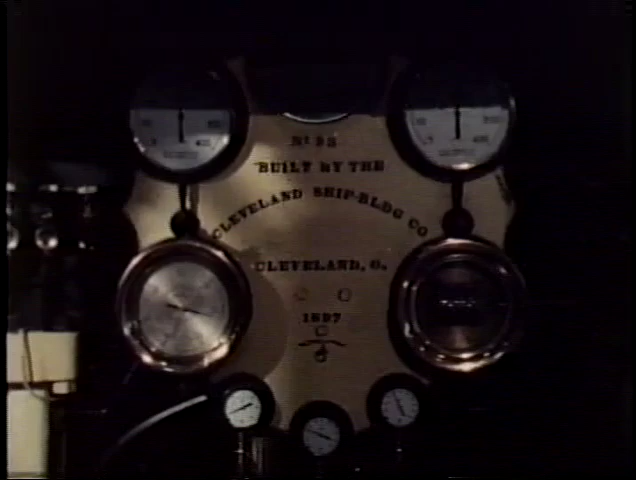 BUILT BY THE
CLEVELAND SHIP-BLDG CO
CLEVELAND, O.
1897